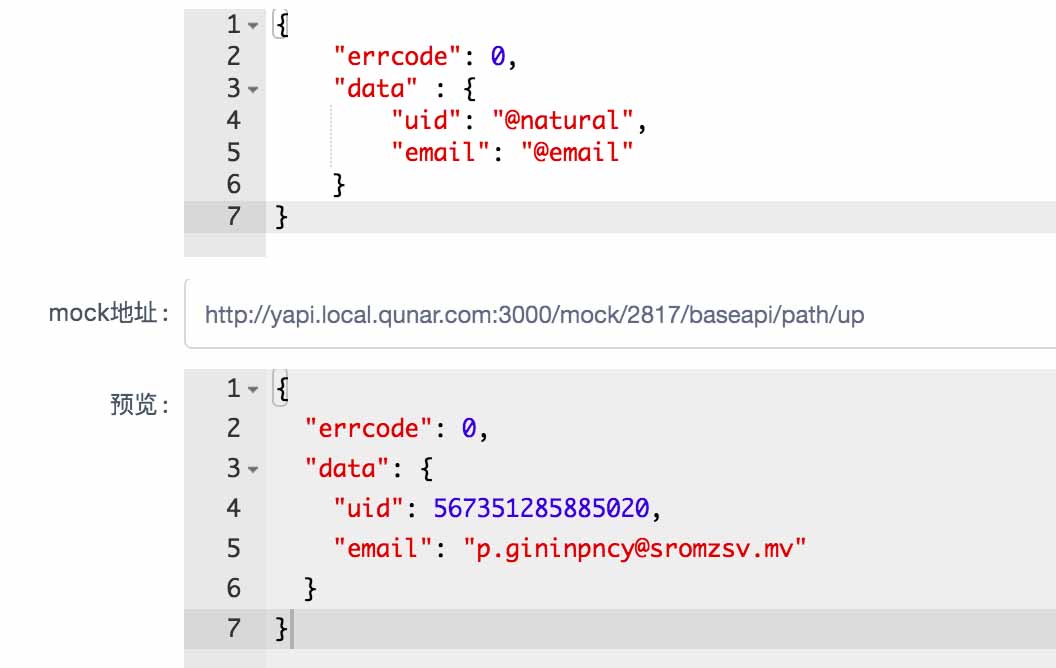 1 {
2 "errcode": 0,
3 "data" : {
4 "uid": "@natural",
5 "email": "@email"
6 }
7 }
mock地址： http://yapi.local.qunar.com:3000/mock/2817/baseapi/path/up
预览：
1 {
2 "errcode": 0,
3 "data": {
4 "uid": 567351285885020,
5 "email": "p.gininpncy@sromzsv.mv"
6 }
7 }